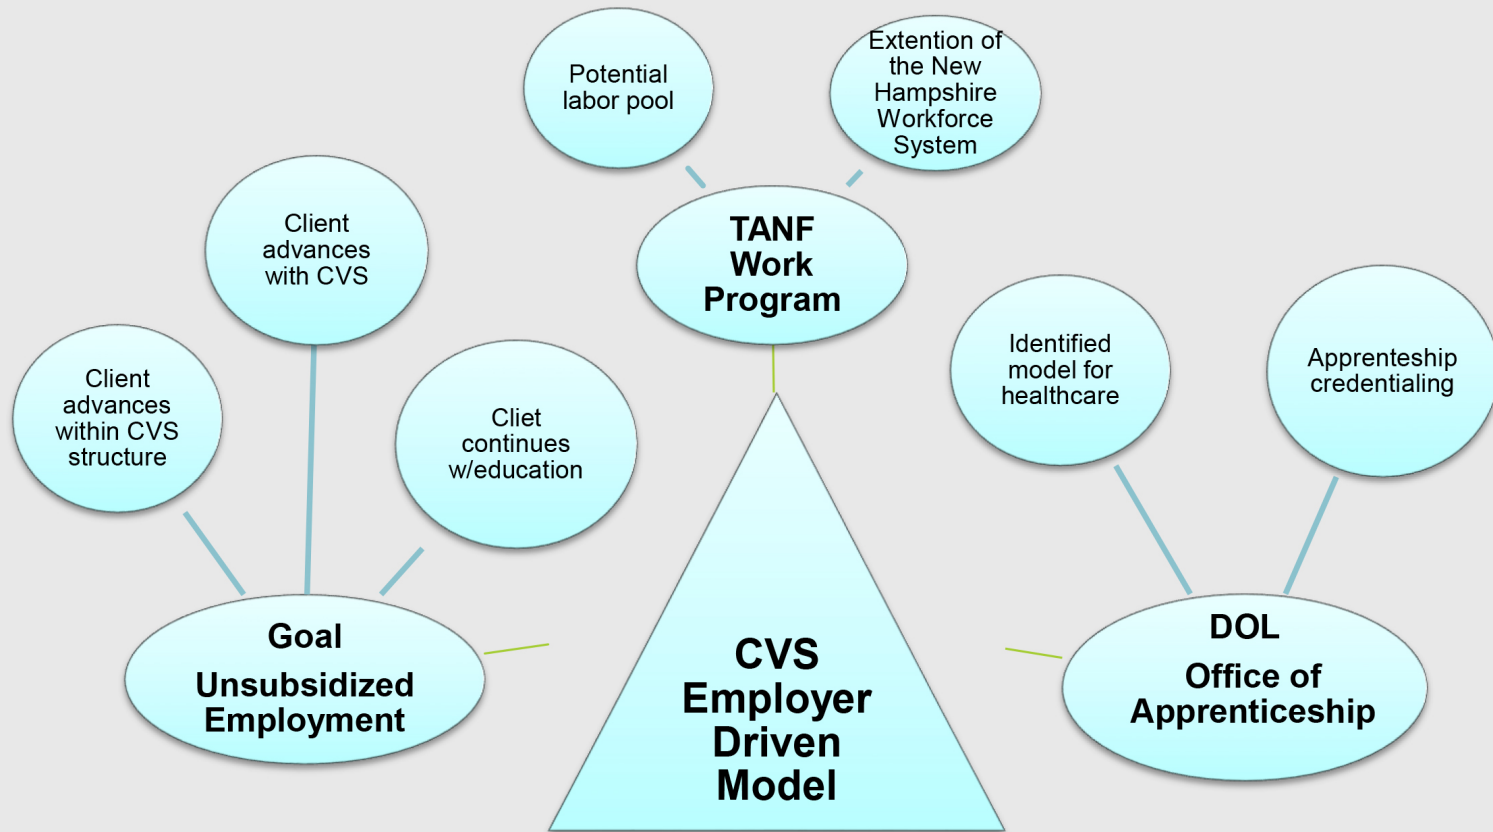 Potential
labor pool
Extention of
the New
Hampshire
Workforce
System
TANF
Work
Program
Client
advances
with CVS
Client
advances
within CVS
structure
Cliet
continues
w/education
Identified
model for
healthcare
Apprenteship
credentialing
Goal
Unsubsidized
Employment
CVS
Employer
Driven
Model
DOL
Office of
Apprenticeship